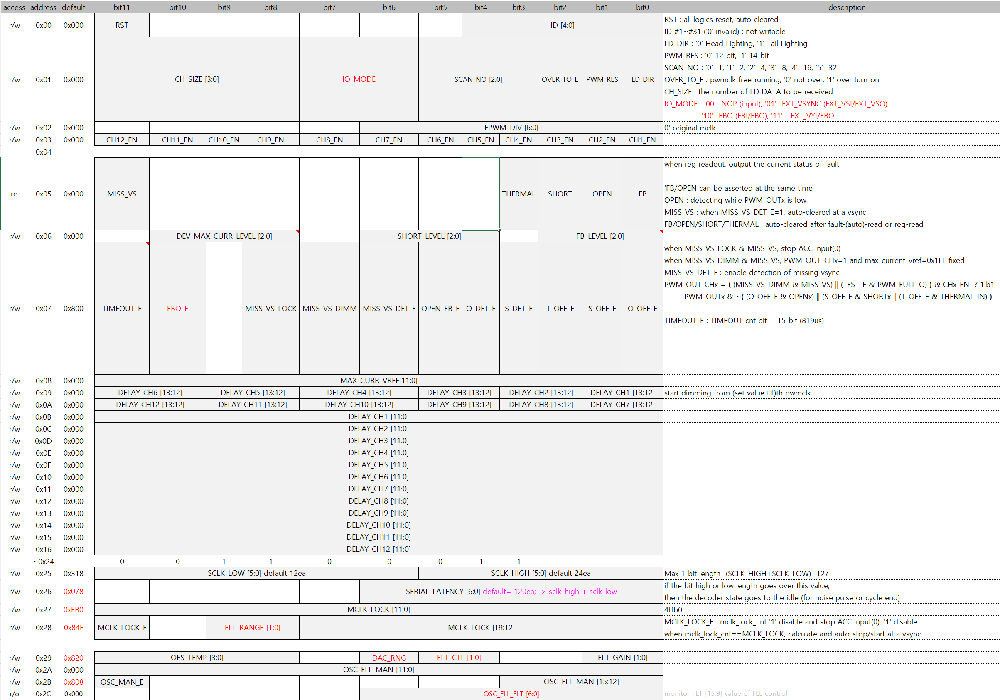 access address default bit11 bit10 bit9 bit8 bit7 bit6 bit5 bit4 bit3 bit2 bit1 bit0 description
r/w 0x00 0x000 RST ID [4:0] RST : all logics reset, auto-cleared
ID #1~#31 ('0' invalid) : not writable
r/w 0x01 0x000 CH_SIZE [3:0] IO_MODE SCAN_NO [2:0] OVER_TO_E PWM_RES LD_DIR LD_DIR : '0' Head Lighting, '1' Tail Lighting
PWM_RES : '0' 12-bit, '1' 14-bit
SCAN_NO : '0'=1, '1'=2, '2'=4, '3'=8, '4'=16, '5'=32
OVER_TO_E : pwmclk free-running, '0' not over, '1' over turn-on
CH_SIZE : the number of LD DATA to be received
IO_MODE : '00'=NOP (input), '01'=EXT_VSYNC (EXT_VSI/EXT_VSO),
'10'=FBO (FBI/FBO), '11'= EXT_VYI/FBO
r/w 0x02 0x000 FPWM_DIV [6:0] 0' original mclk
r/w 0x03 0x000 CH12_EN CH11_EN CH10_EN CH9_EN CH8_EN CH7_EN CH6_EN CH5_EN CH4_EN CH3_EN CH2_EN CH1_EN
0x04
ro 0x05 0x000 MISS_VS THERMAL SHORT OPEN FB when reg readout, output the current status of fault
'FB/OPEN can be asserted at the same time
OPEN : detecting while PWM_OUTx is low
MISS_VS : when MISS_VS_DET_E=1, auto-cleared at a vsync
FB/OPEN/SHORT/THERMAL : auto-cleared after fault-(auto)-read or reg-read
r/w 0x06 0x000 DEV_MAX_CURR_LEVEL [2:0] SHORT_LEVEL [2:0] FB_LEVEL [2:0]
r/w 0x07 0x800 TIMEOUT_E FBO_E MISS_VS_LOCK MISS_VS_DIMM MISS_VS_DET_E OPEN_FB_E O_DET_E S_DET_E T_OFF_E S_OFF_E O_OFF_E when MISS_VS_LOCK & MISS_VS, stop ACC input(0)
when MISS_VS_DIMM & MISS_VS, PWM_OUT_CHx=1 and max_current_vref=0x1FF fixed
MISS_VS_DET_E : enable detection of missing vsync
PWM_OUT_CHx = ( (MISS_VS_DIMM & MISS_VS) || (TEST_E & PWM_FULL_O) ) & CHx_EN ? 1'b1 :
PWM_OUTx & ~( (O_OFF_E & OPENx) || (S_OFF_E & SHORTx || (T_OFF_E & THERMAL_IN) )
TIMEOUT_E : TIMEOUT cnt bit = 15-bit (819us)
r/w 0x08 0x000 MAX_CURR_VREF[11:0]
r/w 0x09 0x000 DELAY_CH6 [13:12] DELAY_CH5 [13:12] DELAY_CH4 [13:12] DELAY_CH3 [13:12] DELAY_CH2 [13:12] DELAY_CH1 [13:12] start dimming from (set value+1)th pwmclk
r/w 0x0A 0x000 DELAY_CH12 [13:12] DELAY_CH11 [13:12] DELAY_CH10 [13:12] DELAY_CH9 [13:12] DELAY_CH8 [13:12] DELAY_CH7 [13:12]
r/w 0x0B 0x000 DELAY_CH1 [11:0]
r/w 0x0C 0x000 DELAY_CH2 [11:0]
r/w 0x0D 0x000 DELAY_CH3 [11:0]
r/w 0x0E 0x000 DELAY_CH4 [11:0]
r/w 0x0F 0x000 DELAY_CH5 [11:0]
r/w 0x10 0x000 DELAY_CH6 [11:0]
r/w 0x11 0x000 DELAY_CH7 [11:0]
r/w 0x12 0x000 DELAY_CH8 [11:0]
r/w 0x13 0x000 DELAY_CH9 [11:0]
r/w 0x14 0x000 DELAY_CH10 [11:0]
r/w 0x15 0x000 DELAY_CH11 [11:0]
r/w 0x16 0x000 DELAY_CH12 [11:0]
~0x24 0 0 1 1 0 0 0 1 1
r/w 0x25 0x318 SCLK_LOW [5:0] default 12ea SCLK_HIGH [5:0] default 24ea Max 1-bit length=(SCLK_HIGH+SCLK_LOW)=127
r/w 0x26 0x078 SERIAL_LATENCY [6:0] default= 120ea; > sclk_high + sclk_low if the bit high or low length goes over this value,
then the decoder state goes to the idle (for noise pulse or cycle end)
r/w 0x27 0xFB0 MCLK_LOCK [11:0] 4ffb0
r/w 0x28 0x84F MCLK_LOCK_E FLL_RANGE [1:0] MCLK_LOCK [19:12] MCLK_LOCK_E : mclk_lock_cnt '1' disable and stop ACC input(0), '1' disable
when mclk_lock_cnt==MCLK_LOCK, calculate and auto-stop/start at a vsync
r/w 0x29 0x820 OFS_TEMP [3:0] DAC_RNG FLT_CTL [1:0] FLT_GAIN [1:0]
r/w 0x2A 0x000 OSC_FLL_MAN [11:0]
r/w 0x2B 0x808 OSC_MAN_E OSC_FLL_MAN [15:12]
r/o 0x2C 0x000 OSC_FLL_FLT [6:0] monitor FLT [15:9] value of FLL control